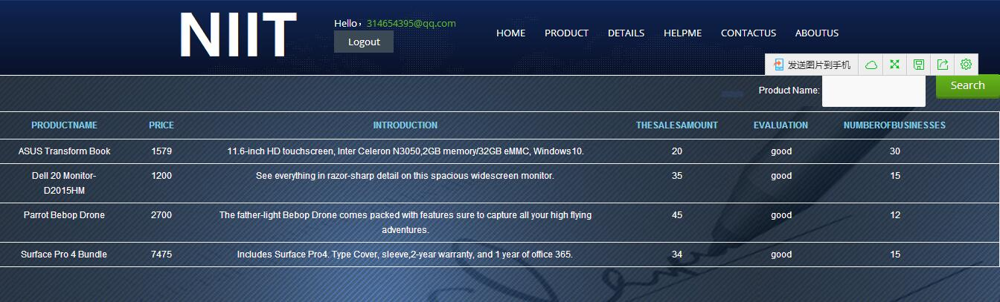 NIIT
Hello，314654395@qq.com
Logout
HOME PRODUCT DETAILS HELPME CONTACTUS ABOUTUS
发送图片到手机
Product Name: Search
PRODUCTNAME PRICE INTRODUCTION THESALESAMOUNT EVALUATION NUMBEROFBUSINESSES
ASUS Transform Book 1579 11.6-inch HD touchscreen, Inter Celeron N3050,2GB memory/32GB eMMC, Windows10. 20 good 30
Dell 20 Monitor- 1200 See everything in razor-sharp detail on this spacious widescreen monitor. 35 good 15
D2015HM
Parrot Bebop Drone 2700 The father-light Bebop Drone comes packed with features sure to capture all your high flying 45 good 12
adventures.
Surface Pro 4 Bundle 7475 Includes Surface Pro4. Type Cover, sleeve,2-year warranty, and 1 year of office 365. 34 good 15